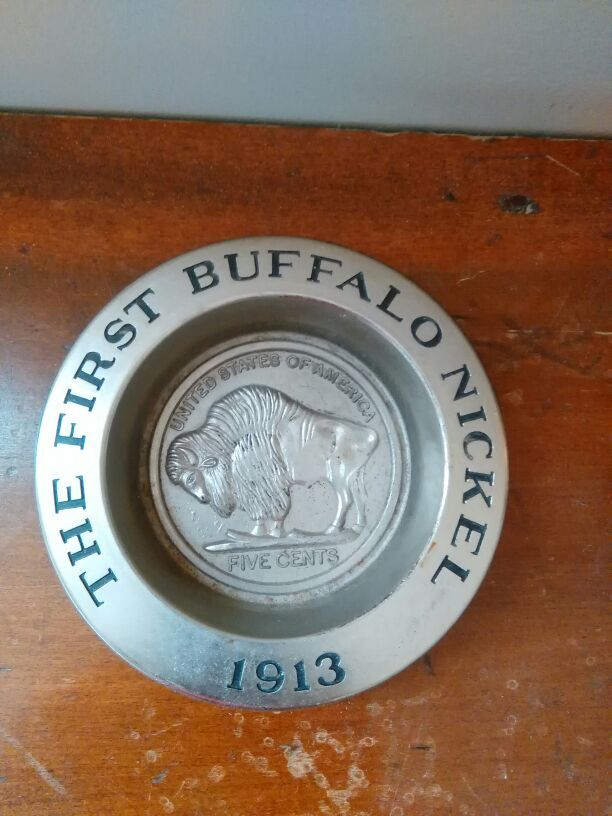 THE FIRST BUFFALO NICKEL
1913
UNITED STATES OF AMERICA
FIVE CENTS